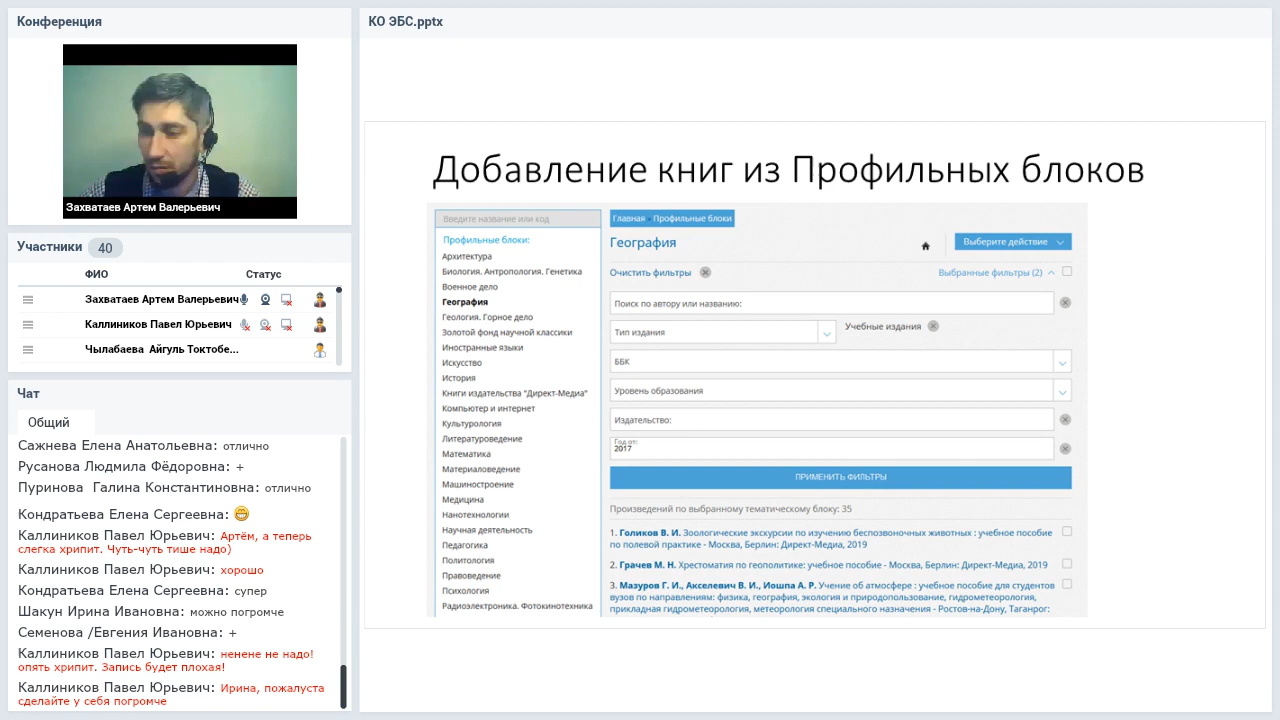 Конференция
Захватаев Артем Валерьевич
Участники 40
ФИО Статус
Захватаев Артем Валерьевич
Каллиников Павел Юрьевич
Чылабаева Айгуль Токтобе...
Чат
Общий
Сажнева Елена Анатольевна: отлично
Русанова Людмила Фёдоровна: +
Пуринова Галина Константиновна: отлично
Кондратьева Елена Сергеевна: 😁
Каллиников Павел Юрьевич: Артём, а теперь
слегка хрипит. Чуть-чуть тише надо)
Каллиников Павел Юрьевич: хорошо
Кондратьева Елена Сергеевна: супер
Шакун Ирина Ивановна: можно погромче
Семенова /Евгения Ивановна: +
Каллиников Павел Юрьевич: ненене не надо!
опять хрипит. Запись будет плохая!
Каллиников Павел Юрьевич: Ирина, пожалуста
сделайте у себя погромче
КО ЭБС.pptx
Добавление книг из Профильных блоков
Введите название или код
Профильные блоки:
Архитектура
Биология. Антропология. Генетика
Военное дело
География
Геология. Горное дело
Золотой фонд научной классики
Иностранные языки
Искусство
История
Книги издательства "Директ-Медиа"
Компьютер и интернет
Культурология
Литературоведение
Математика
Материаловедение
Машиностроение
Медицина
Нанотехнологии
Научная деятельность
Педагогика
Политология
Правоведение
Психология
Радиоэлектроника. Фотокинотехника
Главная » Профильные блоки
География
Выберите действие
Очистить фильтры
Выбранные фильтры (2)
Поиск по автору или названию:
Тип издания
Учебные издания
ББК
Уровень образования
Издательство:
Год от:
2017
ПРИМЕНИТЬ ФИЛЬТРЫ
Произведений по выбранному тематическому блоку: 35
1. Голиков В. И. Зоологические экскурсии по изучению беспозвоночных животных : учебное пособие
по полевой практике - Москва, Берлин: Директ-Медиа, 2019
2. Грачев М. Н. Хрестоматия по геополитике: учебное пособие - Москва, Берлин: Директ-Медиа, 2019
3. Мазуров Г. И., Акселевич В. И., Иошпа А. Р. Учение об атмосфере : учебное пособие для студентов
вузов по направлениям: физика, география, экология и природопользование, гидрометеорология,
прикладная гидрометеорология, метеорология специального назначения - Ростов-на-Дону, Таганрог: